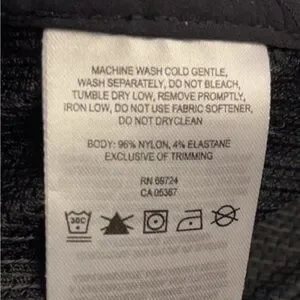 MACHINE WASH COLD GENTLE,
WASH SEPARATELY, DO NOT BLEACH,
TUMBLE DRY LOW, REMOVE PROMPTLY,
IRON LOW, DO NOT USE FABRIC SOFTENER,
DO NOT DRYCLEAN
BODY: 96% NYLON, 4% ELASTANE
EXCLUSIVE OF TRIMMING
RN 69724
CA 05367
30C